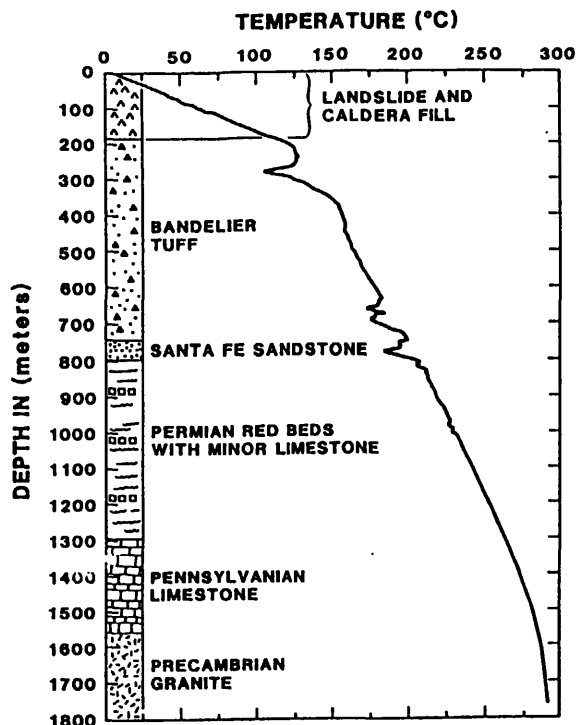 TEMPERATURE (°C)
0 50 100 150 200 250 300
0
100
200
300
400
500
600
700
800
900
1000
1100
1200
1300
1400
1500
1600
1700
1800
DEPTH IN (meters)
LANDSLIDE AND
CALDERA FILL
BANDELIER
TUFF
SANTA FE SANDSTONE
PERMIAN RED BEDS
WITH MINOR LIMESTONE
PENNSYLVANIAN
LIMESTONE
PRECAMBRIAN
GRANITE